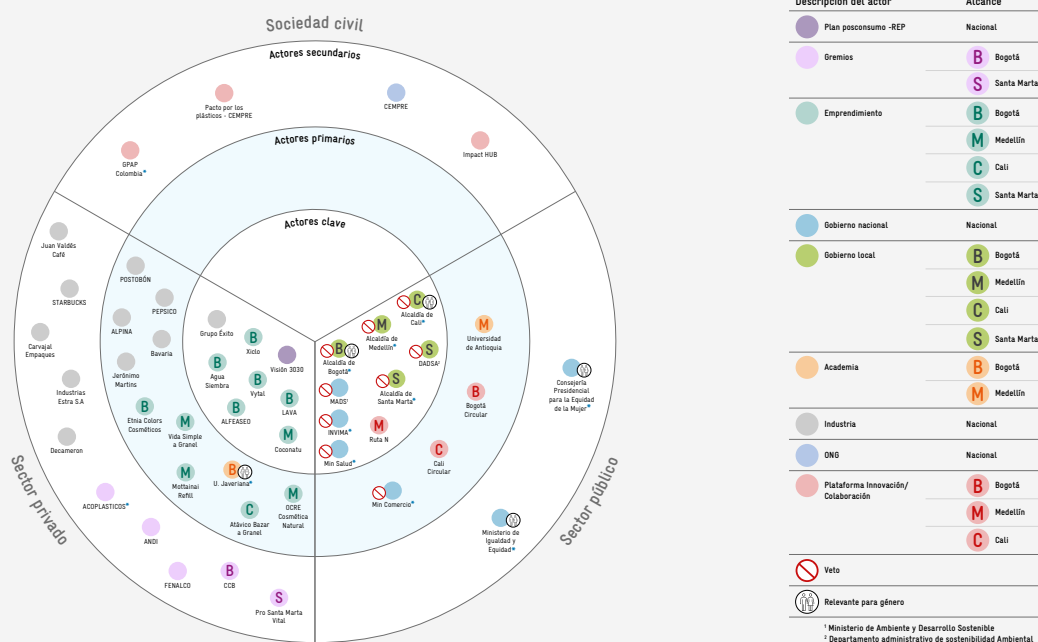 Sociedad civil
Actores secundarios
Pacto por los
plásticos - CEMPRE
CEMPRE
GPAP
Colombia*
Impact HUB
Actores primarios
Actores clave
Sector privado
Juan Valdés
Café
STARBUCKS
Carvajal
Empaques
Industrias
Estra S.A
Decameron
ACOPLASTICOS*
ANDI
FENALCO
B
CCB
S
Pro Santa Marta
Vital
POSTOBÓN
PEPSICO
ALPINA
Bavaria
Jerónimo
Martins
B
Etnia Colors
Cosméticos
M
Vida Simple
a Granel
M
Mottainai
Refill
B
U. Javeriana*
C
Atávico Bazar
a Granel
M
OCRE
Cosmética
Natural
Grupo Éxito
B
Xiclo
Visión 3030
B
Agua
Siembra
B
Vytal
B
ALFEASEO
B
LAVA
M
Coconatu
Sector público
C
Alcaldía de
Cali*
M
Alcaldía de
Medellín*
B
Alcaldía de
Bogotá*
S
DADSA²
MADS¹
S
Alcaldía de
Santa Marta*
INVIMA*
M
Ruta N
Min Salud*
M
Universidad
de Antioquia
B
Bogotá
Circular
C
Cali
Circular
Min Comercio*
Consejería
Presidencial
para la Equidad
de la Mujer*
Ministerio de
Igualdad y
Equidad*
Descripción del actor Alcance
Plan posconsumo -REP Nacional
Gremios B Bogotá
S Santa Marta
Emprendimiento B Bogotá
M Medellín
C Cali
S Santa Marta
Gobierno nacional Nacional
Gobierno local B Bogotá
M Medellín
C Cali
S Santa Marta
Academia B Bogotá
M Medellín
Industria Nacional
ONG Nacional
Plataforma Innovación/
Colaboración
B Bogotá
M Medellín
C Cali
Veto
Relevante para género
¹ Ministerio de Ambiente y Desarrollo Sostenible
² Departamento administrativo de sostenibilidad Ambiental